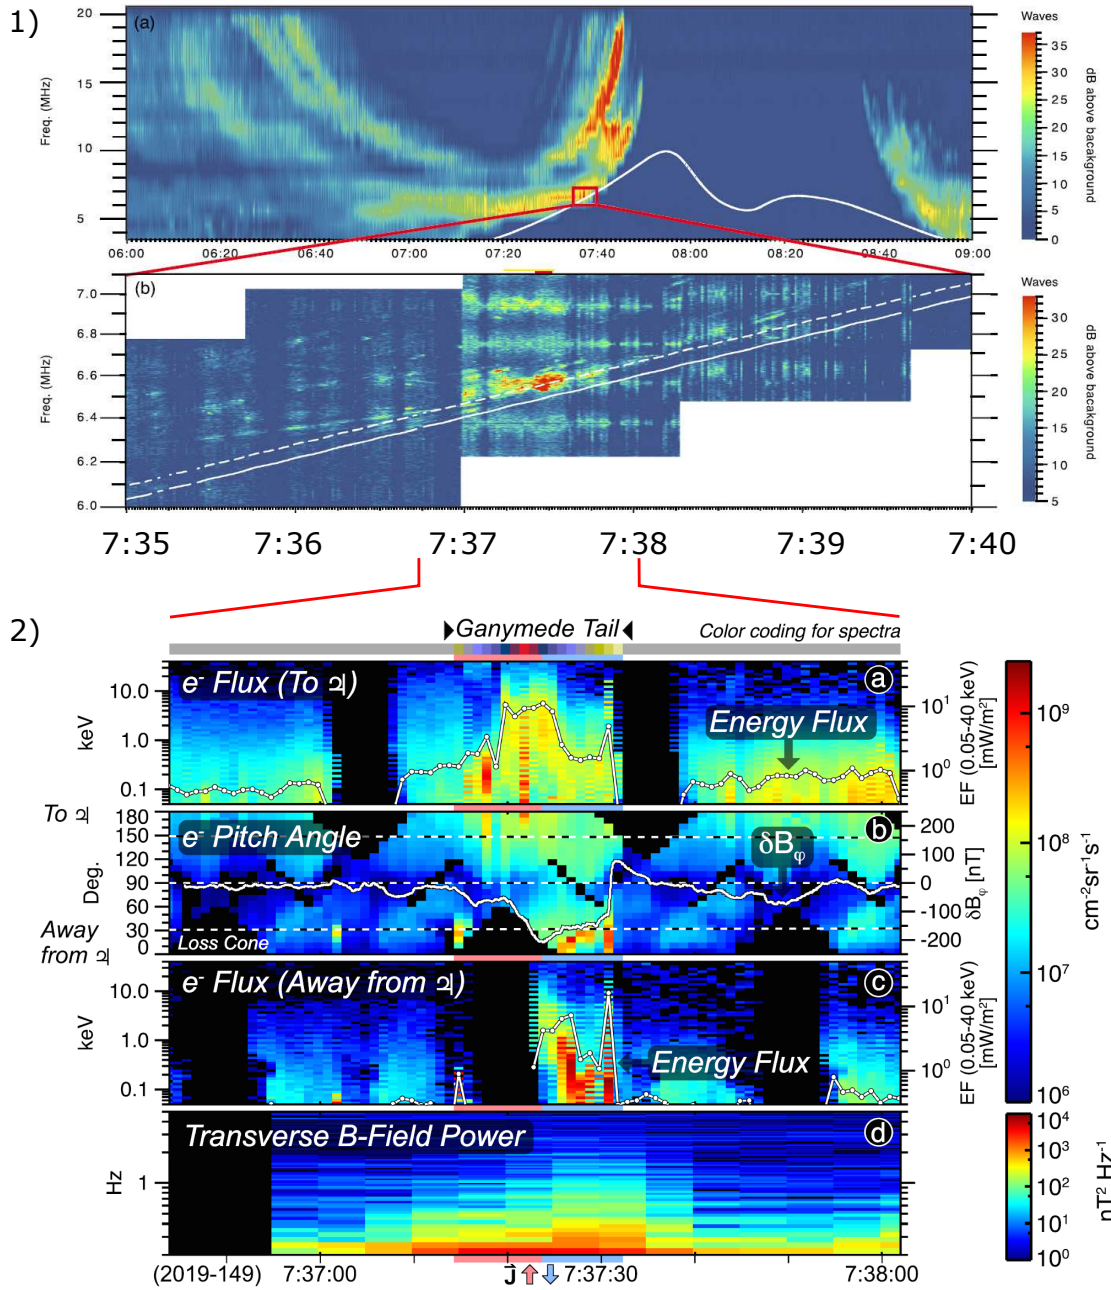 1)
(a)
Freq. (MHz)
20
15
10
5
06:00 06:20 06:40 07:00 07:20 07:40 08:00 08:20 08:40 09:00
Waves
35
30
25
20
15
10
5
0
dB above bacakground
(b)
Freq. (MHz)
7.0
6.8
6.6
6.4
6.2
6.0
Waves
30
25
20
15
10
5
dB above bacakground
7:35 7:36 7:37 7:38 7:39 7:40
2)
Ganymede Tail
Color coding for spectra
e- Flux (To ♃)
a
keV
10.0
1.0
0.1
Energy Flux
10¹
10⁰
EF (0.05-40 keV)
[mW/m²]
To ♃
e- Pitch Angle
b
Deg.
180
150
120
90
60
30
0
δBφ
200
100
0
-100
-200
δBφ [nT]
Away
from ♃
Loss Cone
e- Flux (Away from ♃)
c
keV
10.0
1.0
0.1
Energy Flux
10¹
10⁰
EF (0.05-40 keV)
[mW/m²]
10⁹
10⁸
10⁷
10⁶
cm⁻²sr⁻¹s⁻¹
Transverse B-Field Power
d
Hz
1
10⁴
10³
10²
10¹
10⁰
nT² Hz⁻¹
(2019-149) 7:37:00 J 7:37:30 7:38:00